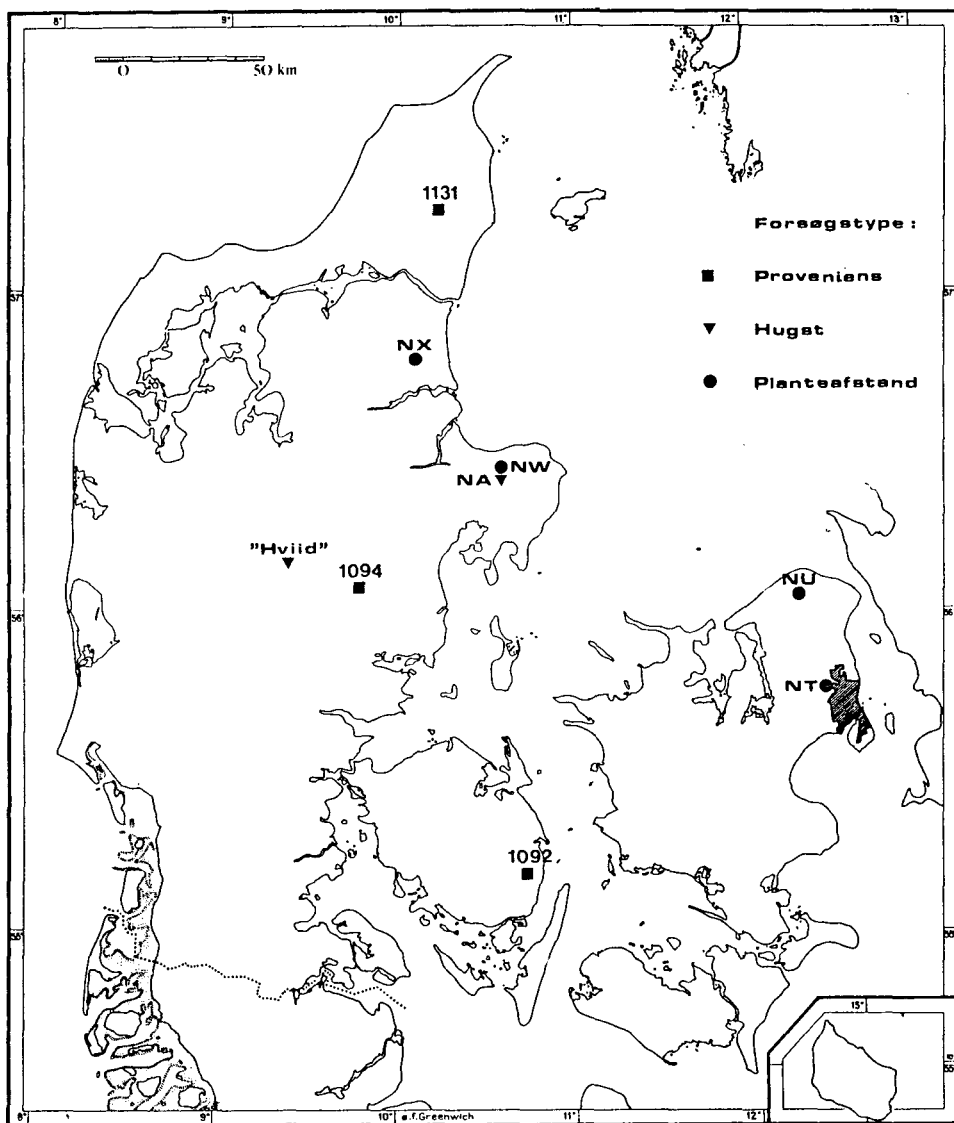 8° 9° 10° 11° 12° 13°
0 50 km
1131
Forsøgstype:
Proveniens
57° 57°
Hugst
NX
Planteafstand
NW
NA
"Hviid"
1094
NU
56° 56°
NT
1092
55° 55°
15°
55°
8° 9° 10° ø.f.Greenwich 11° 12°